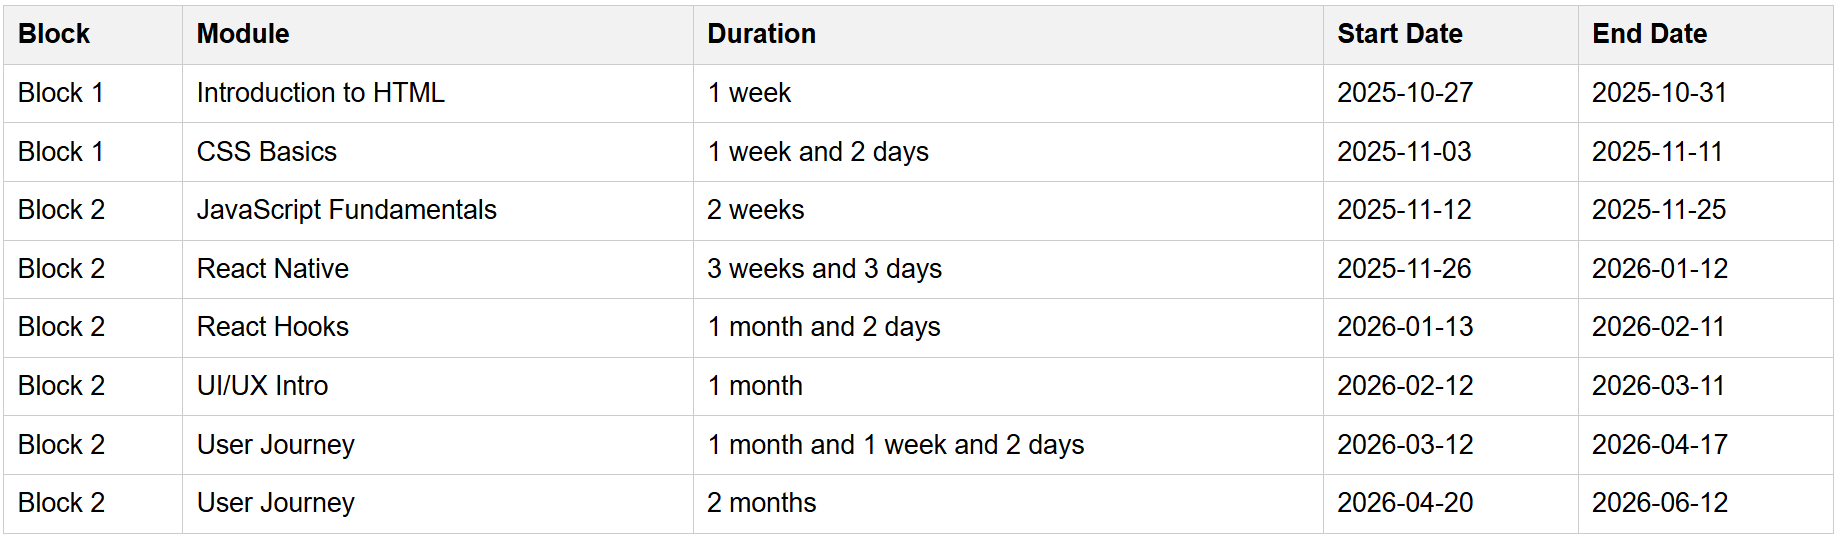 Block Module Duration Start Date End Date
Block 1 Introduction to HTML 1 week 2025-10-27 2025-10-31
Block 1 CSS Basics 1 week and 2 days 2025-11-03 2025-11-11
Block 2 JavaScript Fundamentals 2 weeks 2025-11-12 2025-11-25
Block 2 React Native 3 weeks and 3 days 2025-11-26 2026-01-12
Block 2 React Hooks 1 month and 2 days 2026-01-13 2026-02-11
Block 2 UI/UX Intro 1 month 2026-02-12 2026-03-11
Block 2 User Journey 1 month and 1 week and 2 days 2026-03-12 2026-04-17
Block 2 User Journey 2 months 2026-04-20 2026-06-12